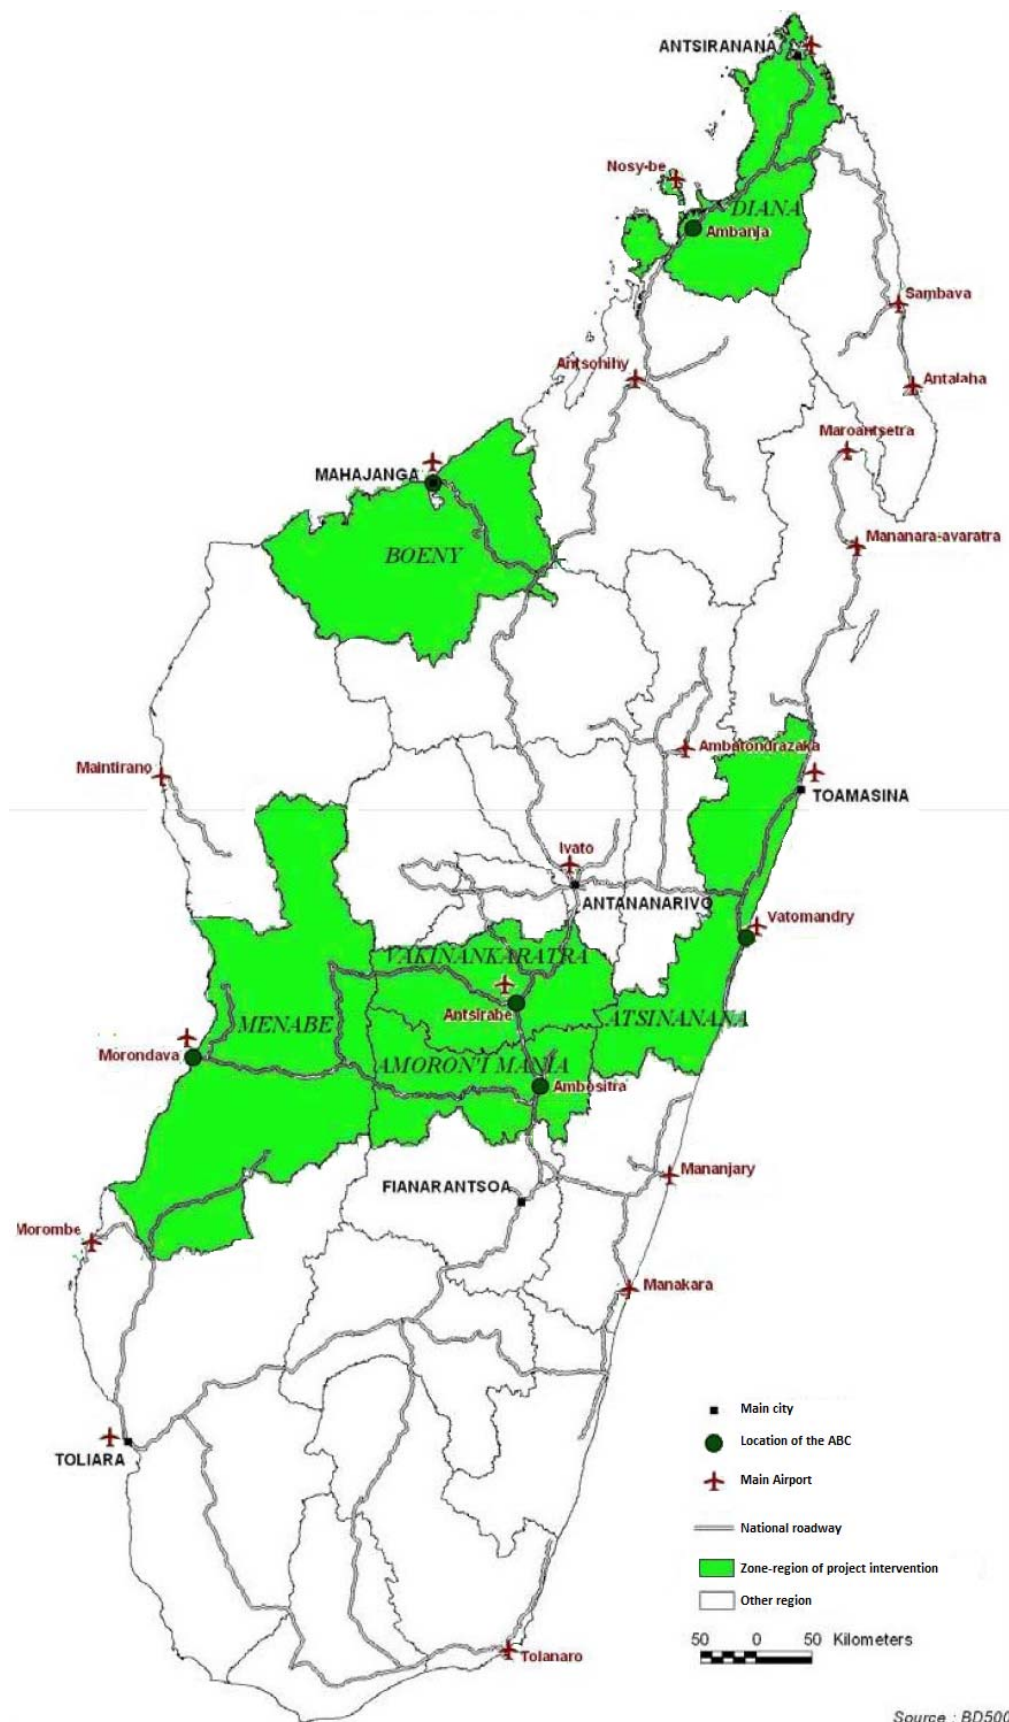 ANTSIRANANA
Nosy-be
DIANA
Ambanja
Sambava
Antsohihy
Antalaha
Maroantsetra
MAHAJANGA
Mananara-avaratra
BOENY
Ambatondrazaka
Maintirano
TOAMASINA
Ivato
ANTANANARIVO
Vatomandry
VAKINANKARATRA
Antsirabe
ATSINANANA
MENABE
Morondava
AMORON'I MANIA
Ambositra
Mananjary
FIANARANTSOA
Morombe
Manakara
Main city
Location of the ABC
TOLIARA
Main Airport
National roadway
Zone-region of project intervention
Other region
50 0 50 Kilometers
Tolanaro
Source : BD500